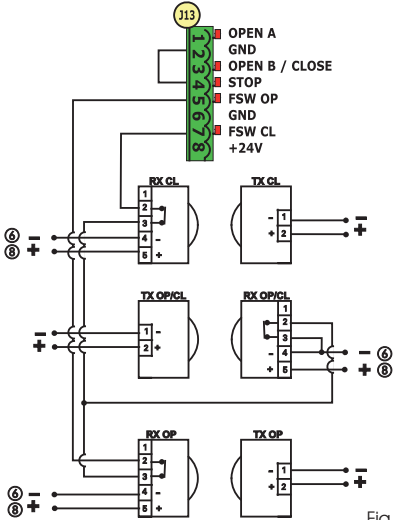 J13
1 OPEN A
2 GND
3 OPEN B / CLOSE
4 STOP
5 FSW OP
6 GND
7 FSW CL
8 +24V
RX CL
TX CL
1
2
3
4 -
5 +
⑥ -
⑧ +
- 1
+ 2
-
+
TX OP/CL
RX OP/CL
-
+
1 -
2 +
1
2
3
- 4
+ 5
- ⑥
+ ⑧
RX OP
TX OP
1
2
3
4 -
5 +
⑥ -
⑧ +
- 1
+ 2
-
+
Fig